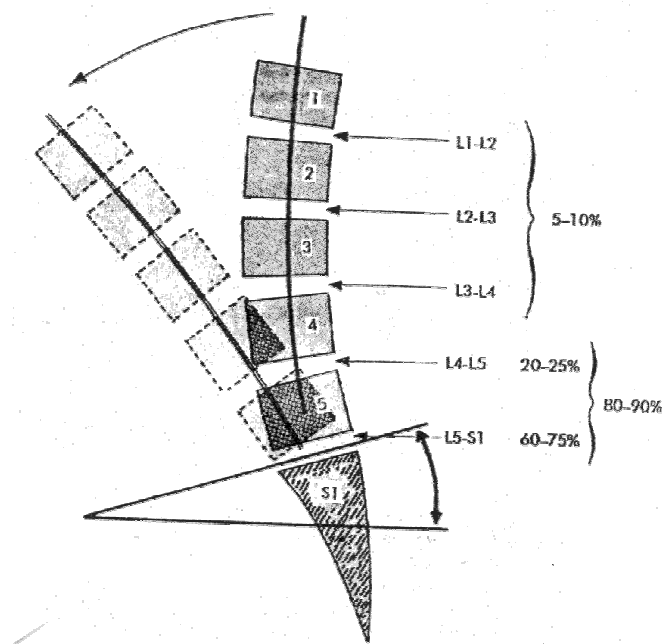 1
L1-L2
2
L2-L3
5-10%
3
L3-L4
4
L4-L5 20-25%
80-90%
5
L5-S1 60-75%
S1